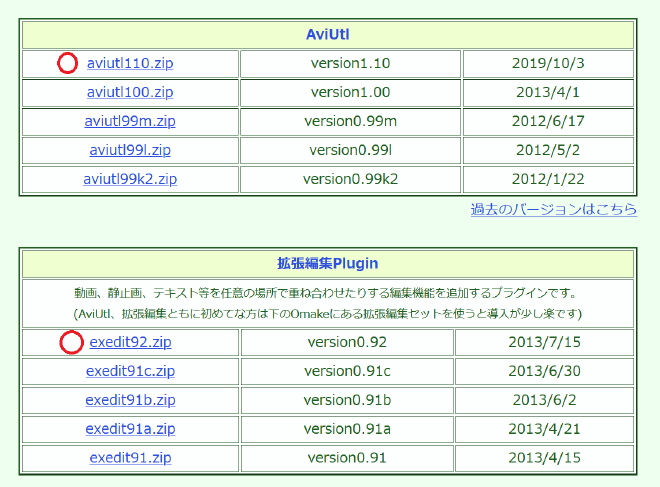 AviUtl
aviutl110.zip version1.10 2019/10/3
aviutl100.zip version1.00 2013/4/1
aviutl99m.zip version0.99m 2012/6/17
aviutl99l.zip version0.99l 2012/5/2
aviutl99k2.zip version0.99k2 2012/1/22
過去のバージョンはこちら
拡張編集Plugin
動画、静止画、テキスト等を任意の場所で重ね合わせたりする編集機能を追加するプラグインです。
(AviUtl、拡張編集ともに初めてな方は下のOmakeにある拡張編集セットを使うと導入が少し楽です)
exedit92.zip version0.92 2013/7/15
exedit91c.zip version0.91c 2013/6/30
exedit91b.zip version0.91b 2013/6/2
exedit91a.zip version0.91a 2013/4/21
exedit91.zip version0.91 2013/4/15